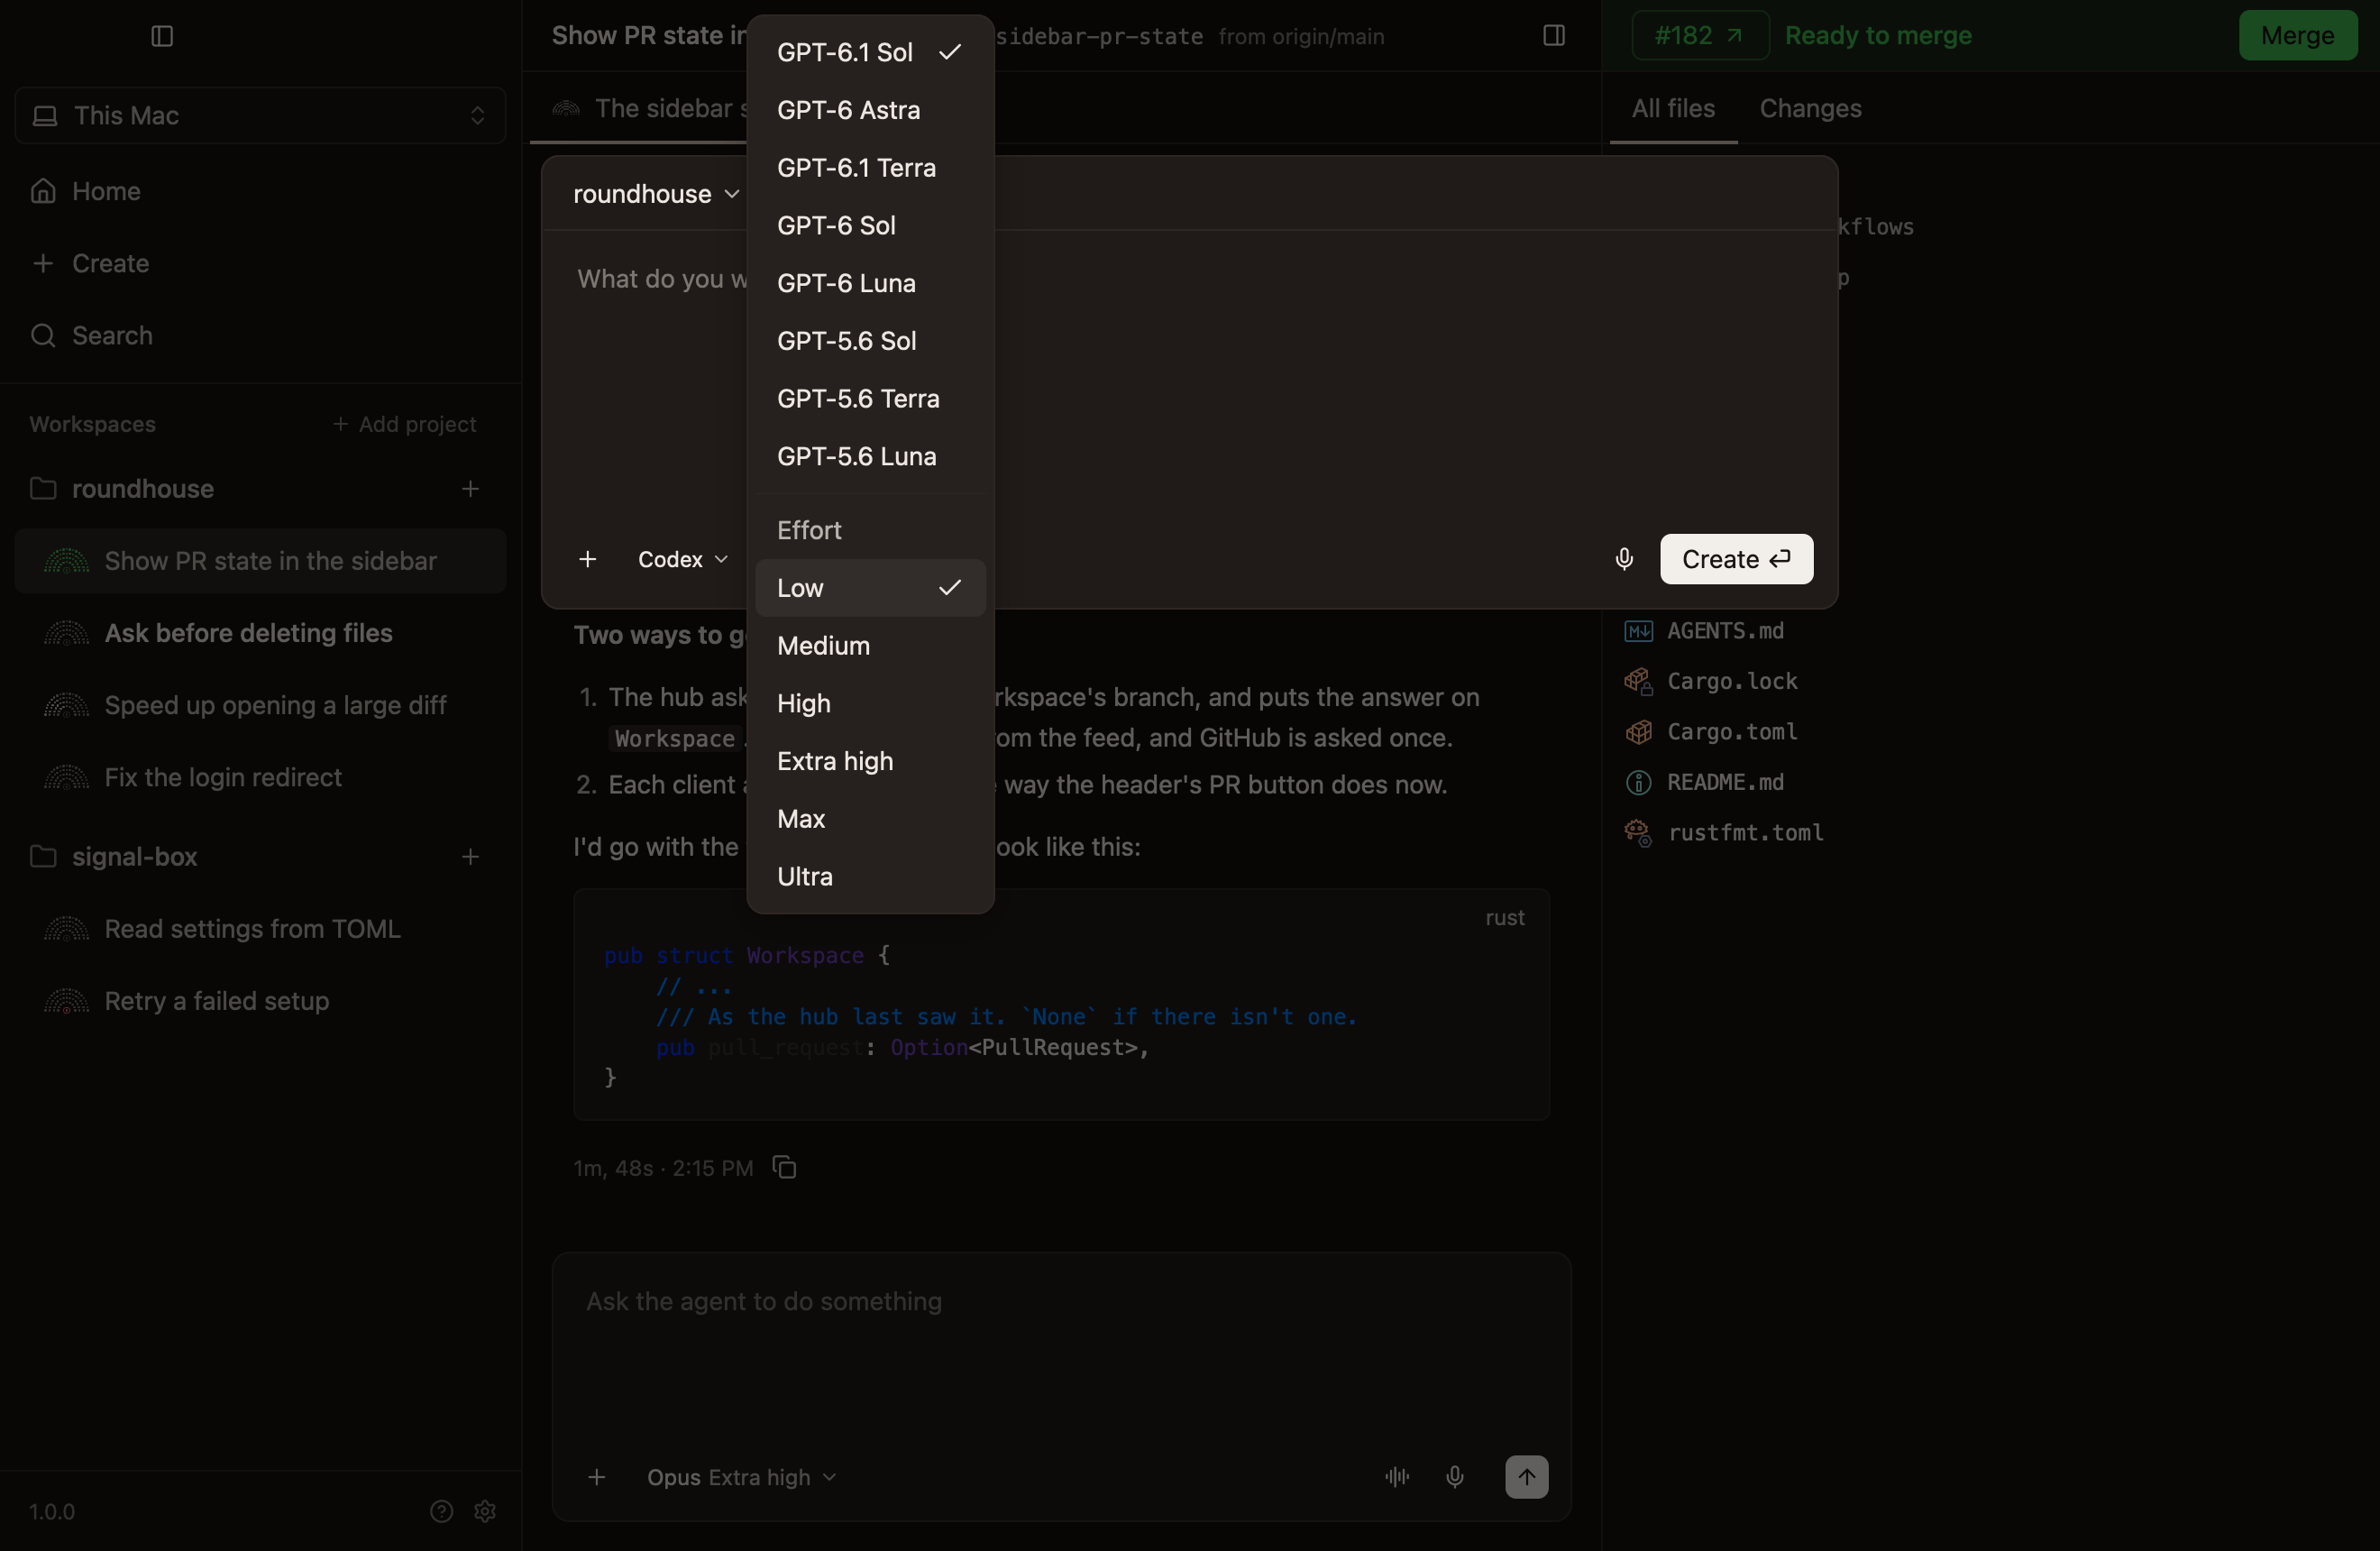 This Mac
Home
Create
Search
Workspaces
Add project
roundhouse
Show PR state in the sidebar
Ask before deleting files
Speed up opening a large diff
Fix the login redirect
signal-box
Read settings from TOML
Retry a failed setup
1.0.0
Show PR state in
sidebar-pr-state from origin/main
The sidebar s
roundhouse
What do you w
Codex
Create
GPT-6.1 Sol
GPT-6 Astra
GPT-6.1 Terra
GPT-6 Sol
GPT-6 Luna
GPT-5.6 Sol
GPT-5.6 Terra
GPT-5.6 Luna
Effort
Low
Medium
High
Extra high
Max
Ultra
Two ways to g
1. The hub ask rkspace's branch, and puts the answer on
Workspace. om the feed, and GitHub is asked once.
2. Each client a way the header's PR button does now.
I'd go with the ook like this:
rust
pub struct Workspace {
// ...
/// As the hub last saw it. `None` if there isn't one.
pub pull_request: Option<PullRequest>,
}
1m, 48s · 2:15 PM
Ask the agent to do something
Opus Extra high
#182
Ready to merge
Merge
All files
Changes
kflows
p
AGENTS.md
Cargo.lock
Cargo.toml
README.md
rustfmt.toml